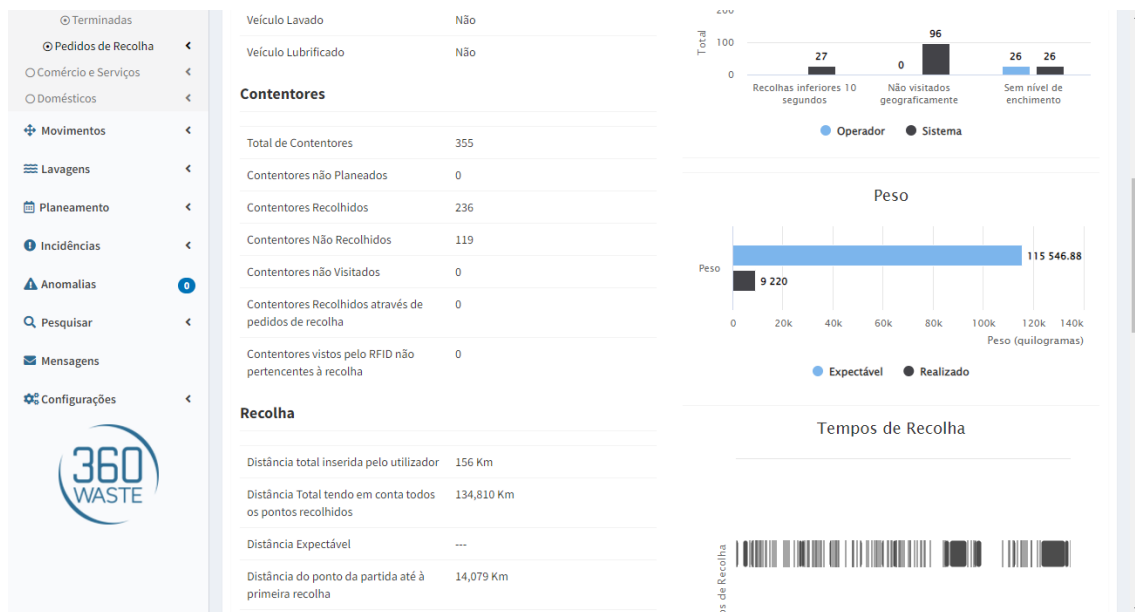 Terminadas
Pedidos de Recolha
Comércio e Serviços
Domésticos
Movimentos
Lavagens
Planeamento
Incidências
Anomalias
0
Pesquisar
Mensagens
Configurações
360
WASTE
Veículo Lavado Não
Veículo Lubrificado Não
Contentores
Total de Contentores 355
Contentores não Planeados 0
Contentores Recolhidos 236
Contentores Não Recolhidos 119
Contentores não Visitados 0
Contentores Recolhidos através de 0
pedidos de recolha
Contentores vistos pelo RFID não 0
pertencentes à recolha
Recolha
Distância total inserida pelo utilizador 156 Km
Distância Total tendo em conta todos 134,810 Km
os pontos recolhidos
Distância Expectável ---
Distância do ponto da partida até à 14,079 Km
primeira recolha
200
Total
100
0
27
0
96
26 26
Recolhas inferiores 10
segundos
Não visitados
geograficamente
Sem nível de
enchimento
Operador Sistema
Peso
Peso
115 546.88
9 220
0 20k 40k 60k 80k 100k 120k 140k
Peso (quilogramas)
Expectável Realizado
Tempos de Recolha
os de Recolha